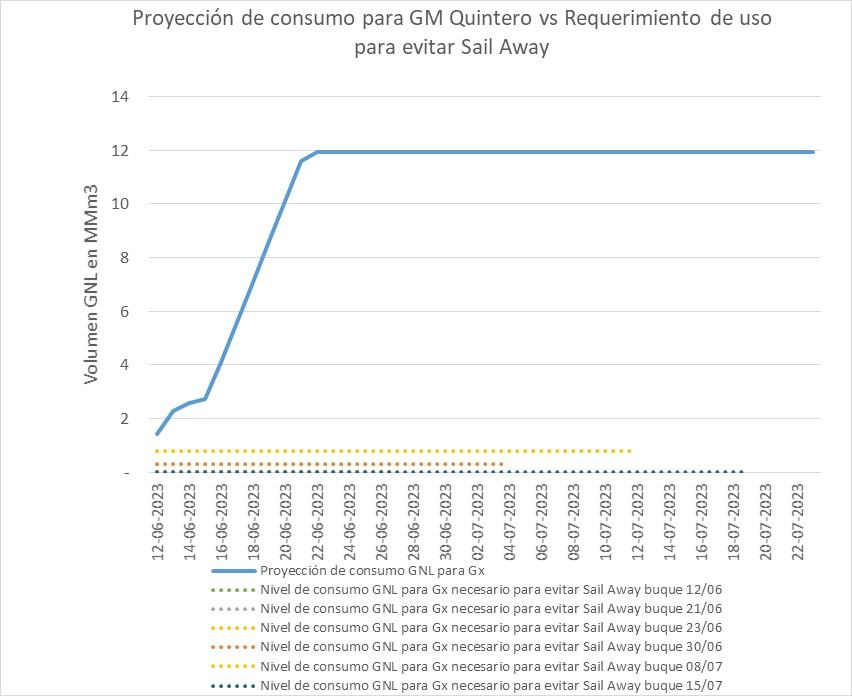 Proyección de consumo para GM Quintero vs Requerimiento de uso
para evitar Sail Away
Volumen GNL en MMm3
14
12
10
8
6
4
2
-
12-06-2023
14-06-2023
16-06-2023
18-06-2023
20-06-2023
22-06-2023
24-06-2023
26-06-2023
28-06-2023
30-06-2023
02-07-2023
04-07-2023
06-07-2023
08-07-2023
10-07-2023
12-07-2023
14-07-2023
16-07-2023
18-07-2023
20-07-2023
22-07-2023
Proyección de consumo GNL para Gx
Nivel de consumo GNL para Gx necesario para evitar Sail Away buque 12/06
Nivel de consumo GNL para Gx necesario para evitar Sail Away buque 21/06
Nivel de consumo GNL para Gx necesario para evitar Sail Away buque 23/06
Nivel de consumo GNL para Gx necesario para evitar Sail Away buque 30/06
Nivel de consumo GNL para Gx necesario para evitar Sail Away buque 08/07
Nivel de consumo GNL para Gx necesario para evitar Sail Away buque 15/07